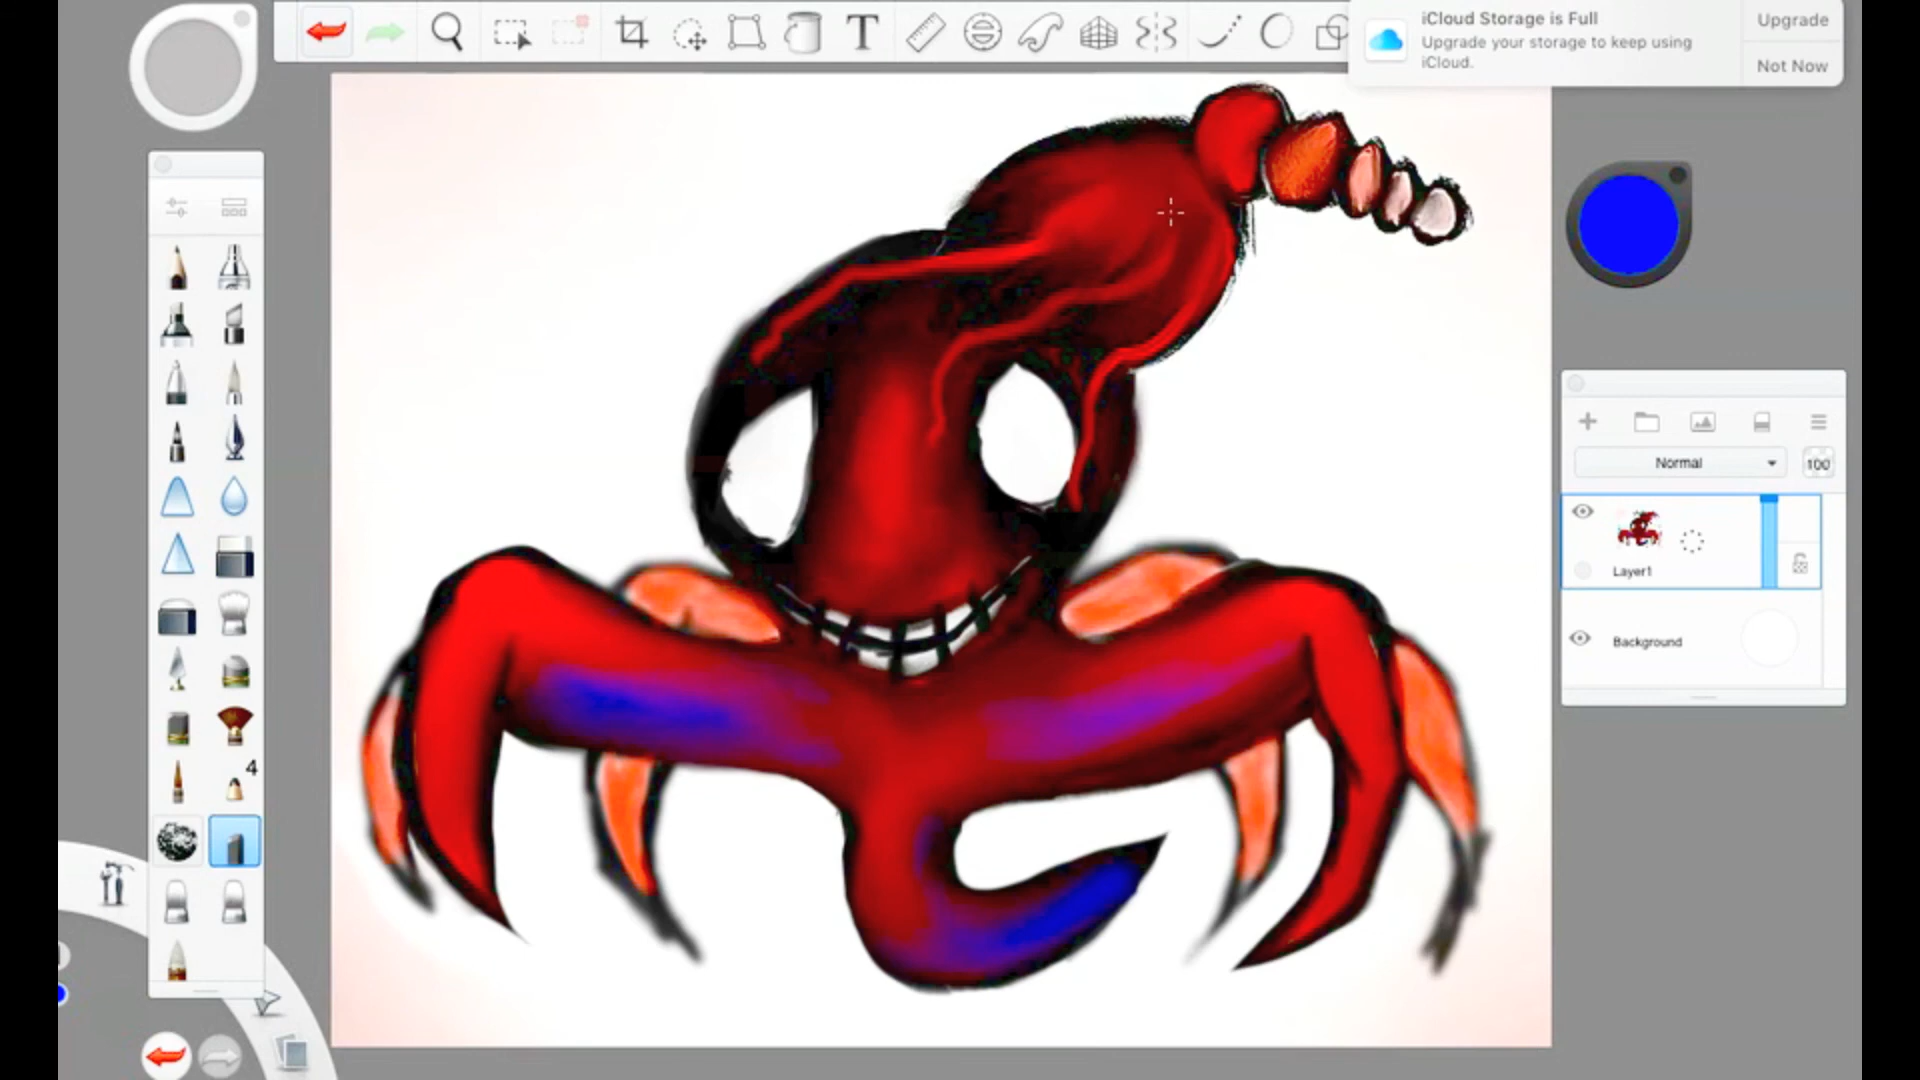 T
iCloud Storage is Full
Upgrade your storage to keep using
iCloud.
Upgrade
Not Now
Normal
100
Layer1
Background
4